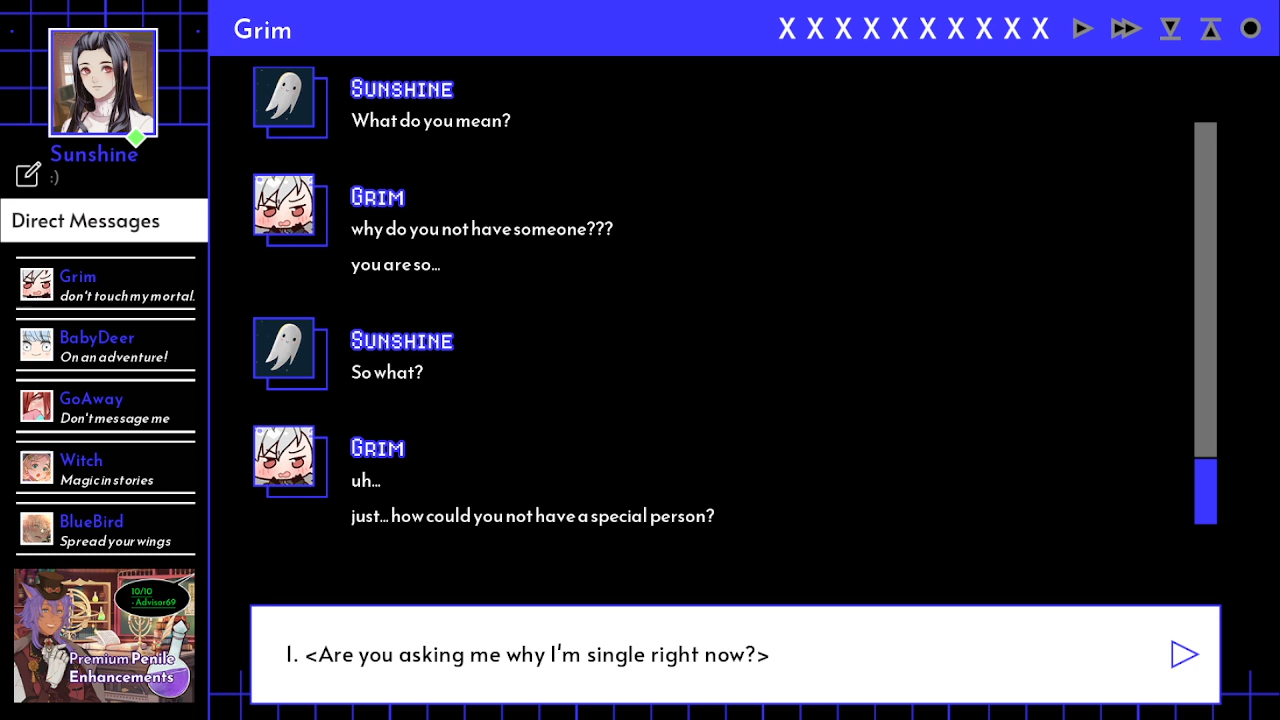 Grim
X X X X X X X X X X
Sunshine
:)
Direct Messages
Grim
don't touch my mortal.
BabyDeer
On an adventure!
GoAway
Don't message me
Witch
Magic in stories
BlueBird
Spread your wings
10/10
-Advisor69
Premium Penile
Enhancements
Sunshine
What do you mean?
Grim
why do you not have someone???
you are so...
Sunshine
So what?
Grim
uh...
just... how could you not have a special person?
1. <Are you asking me why I'm single right now?>